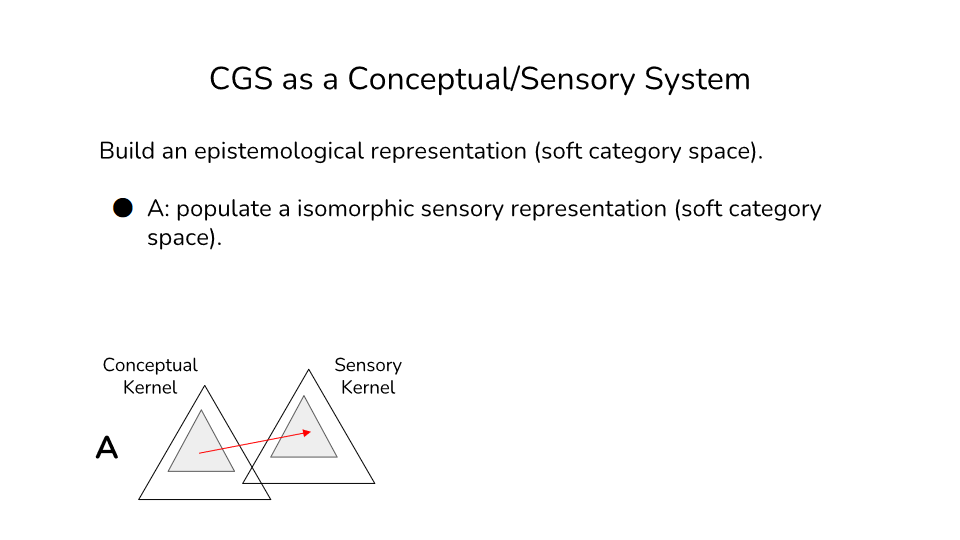 CGS as a Conceptual/Sensory System
Build an epistemological representation (soft category space).
● A: populate a isomorphic sensory representation (soft category
space).
Conceptual
Kernel
Sensory
Kernel
A